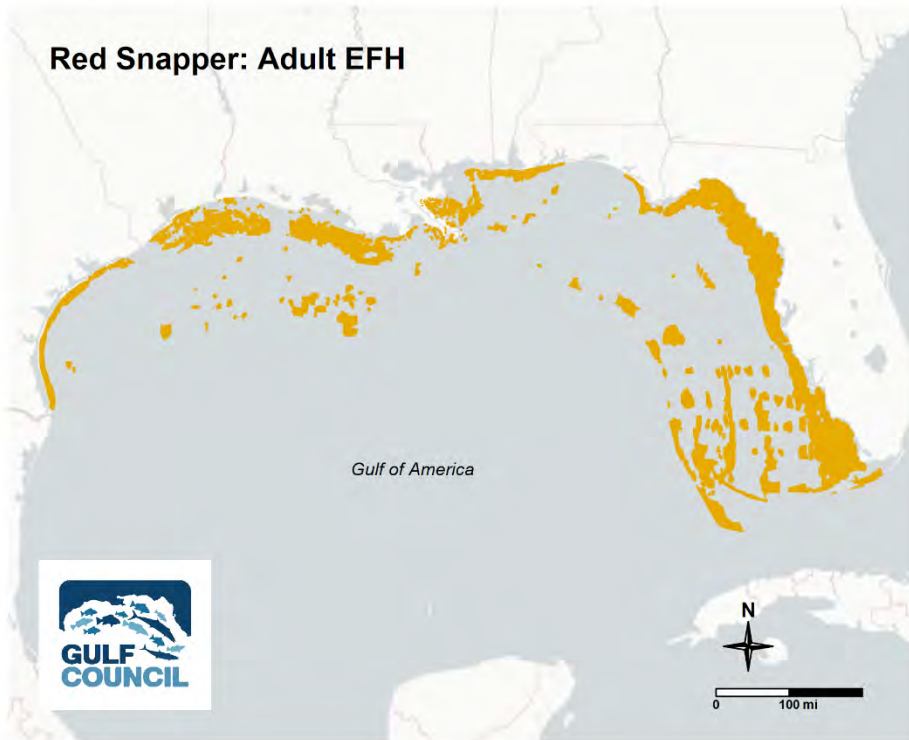 Red Snapper: Adult EFH
Gulf of America
GULF
COUNCIL
N
0 100 mi